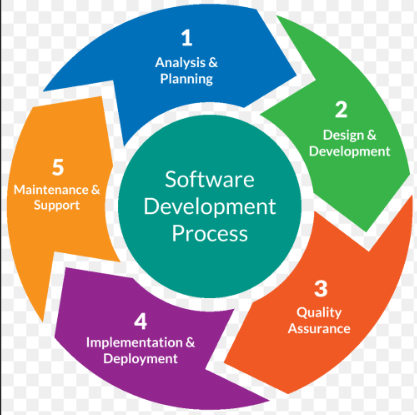 1
Analysis &
Planning
2
Design &
Development
3
Quality
Assurance
4
Implementation &
Deployment
5
Maintenance &
Support
Software
Development
Process